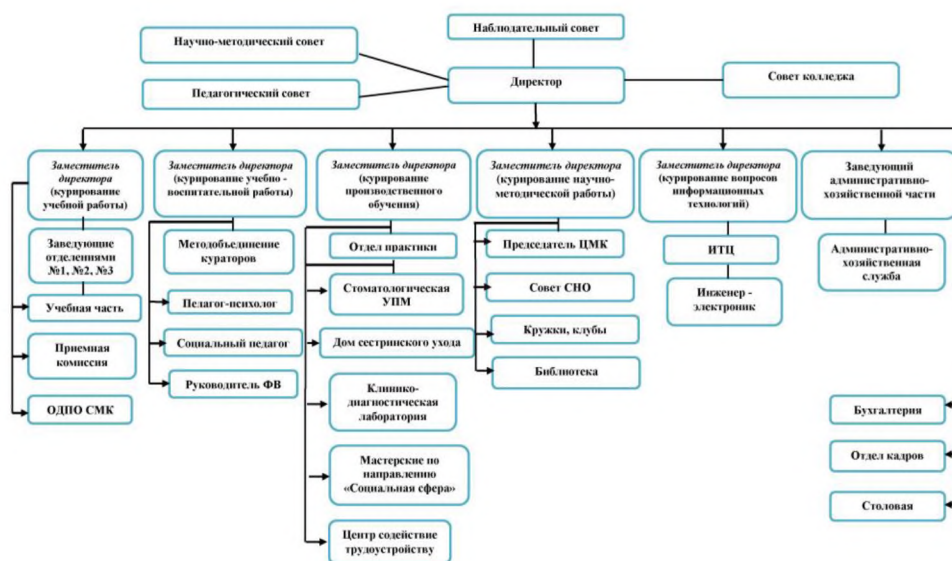 Наблюдательный совет
Научно-методический совет
Директор
Совет колледжа
Педагогический совет
Заместитель
директора
(курирование
учебной работы)
Заведующие
отделениями
№1, №2, №3
Учебная часть
Приемная
комиссия
ОДПО СМК
Заместитель директора
(курирование учебно -
воспитательной работы)
Методобъединение
кураторов
Педагог-психолог
Социальный педагог
Руководитель ФВ
Заместитель директора
(курирование
производственного
обучения)
Отдел практики
Стоматологическая
УПМ
Дом сестринского ухода
Клинико-
диагностическая
лаборатория
Мастерские по
направлению
«Социальная сфера»
Центр содействие
трудоустройству
Заместитель директора
(курирование научно-
методической работы)
Председатель ЦМК
Совет СНО
Кружки, клубы
Библиотека
Заместитель директора
(курирование вопросов
информационных
технологий)
ИТЦ
Инженер -
электроник
Заведующий
административно-
хозяйственной части
Административно-
хозяйственная
служба
Бухгалтерия
Отдел кадров
Столовая